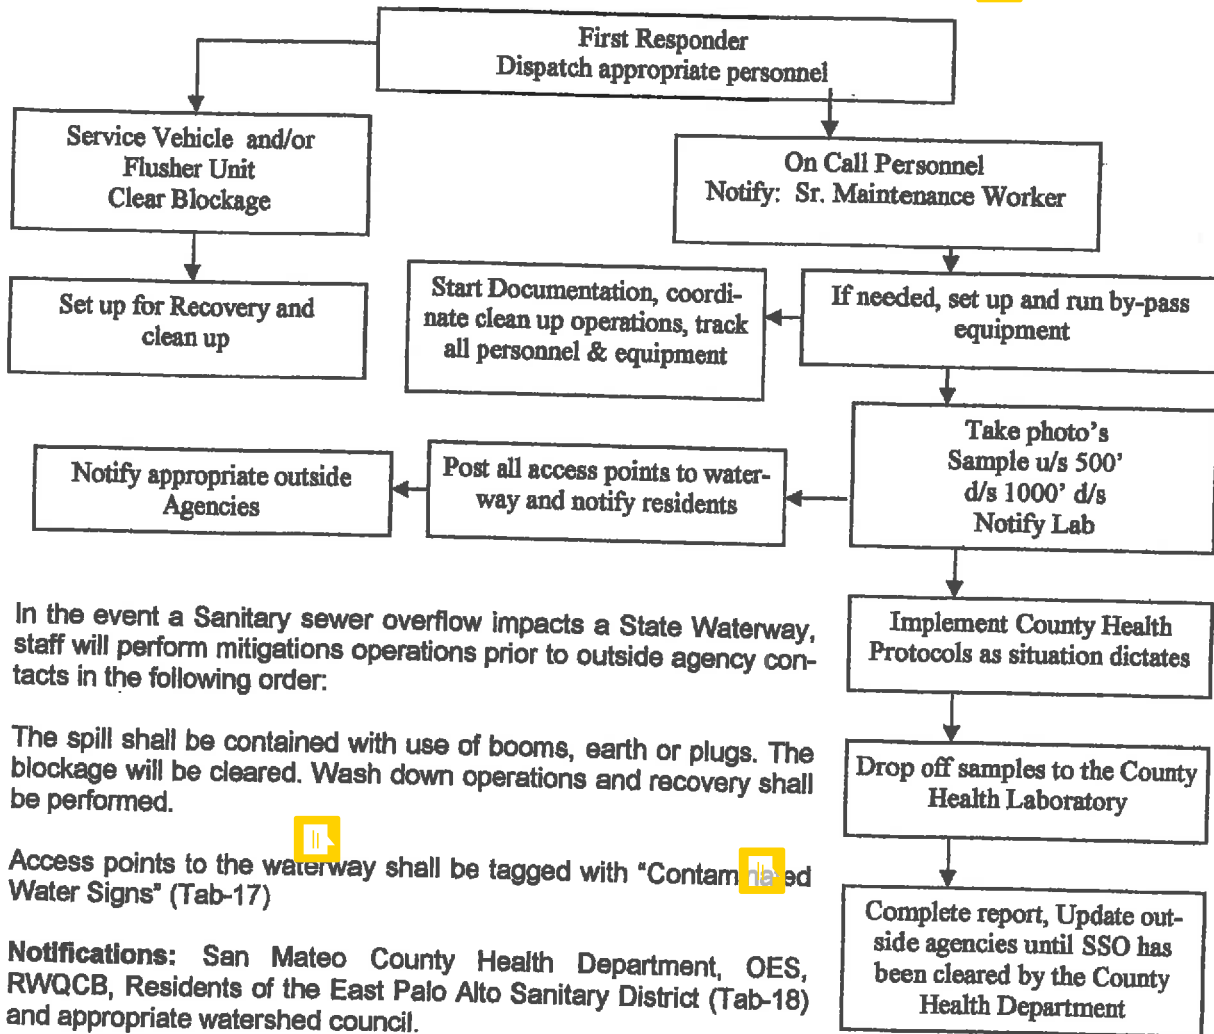 First Responder
Dispatch appropriate personnel
Service Vehicle and/or
Flusher Unit
Clear Blockage
On Call Personnel
Notify: Sr. Maintenance Worker
Set up for Recovery and
clean up
Start Documentation, coordi-
nate clean up operations, track
all personnel & equipment
If needed, set up and run by-pass
equipment
Notify appropriate outside
Agencies
Post all access points to water-
way and notify residents
Take photo's
Sample u/s 500'
d/s 1000' d/s
Notify Lab
Implement County Health
Protocols as situation dictates
Drop off samples to the County
Health Laboratory
Complete report, Update out-
side agencies until SSO has
been cleared by the County
Health Department
In the event a Sanitary sewer overflow impacts a State Waterway,
staff will perform mitigations operations prior to outside agency con-
tacts in the following order:
The spill shall be contained with use of booms, earth or plugs. The
blockage will be cleared. Wash down operations and recovery shall
be performed.
Access points to the waterway shall be tagged with "Contaminated
Water Signs" (Tab-17)
Notifications: San Mateo County Health Department, OES,
RWQCB, Residents of the East Palo Alto Sanitary District (Tab-18)
and appropriate watershed council.